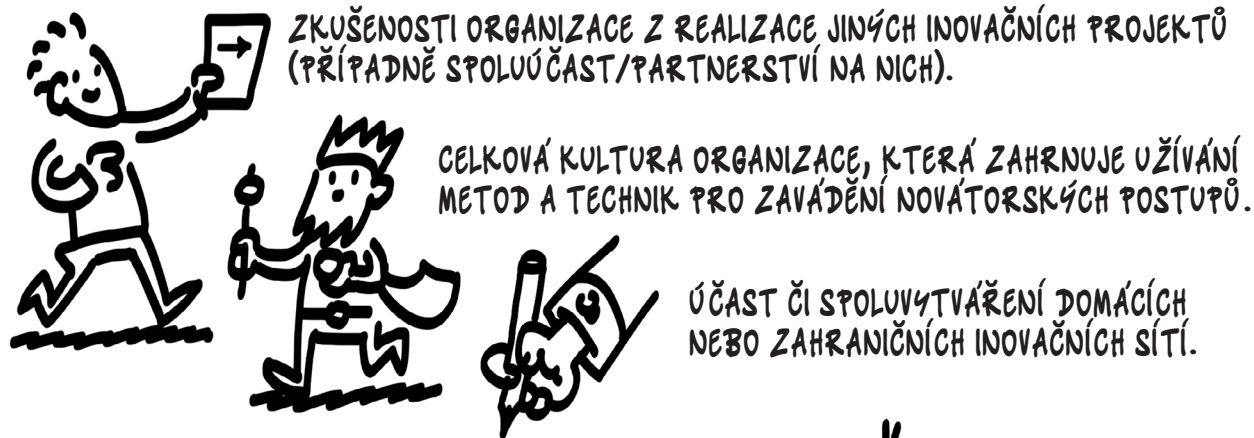 ZKUŠENOSTI ORGANIZACE Z REALIZACE JINÝCH INOVAČNÍCH PROJEKTŮ
(PŘÍPADNĚ SPOLUÚČAST/PARTNERSTVÍ NA NICH).
CELKOVÁ KULTURA ORGANIZACE, KTERÁ ZAHRNUJE UŽÍVÁNÍ
METOD A TECHNIK PRO ZAVÁDĚNÍ NOVÁTORSKÝCH POSTUPŮ.
ÚČAST ČI SPOLUVYTVÁŘENÍ DOMÁCÍCH
NEBO ZAHRANIČNÍCH INOVAČNÍCH SÍTÍ.